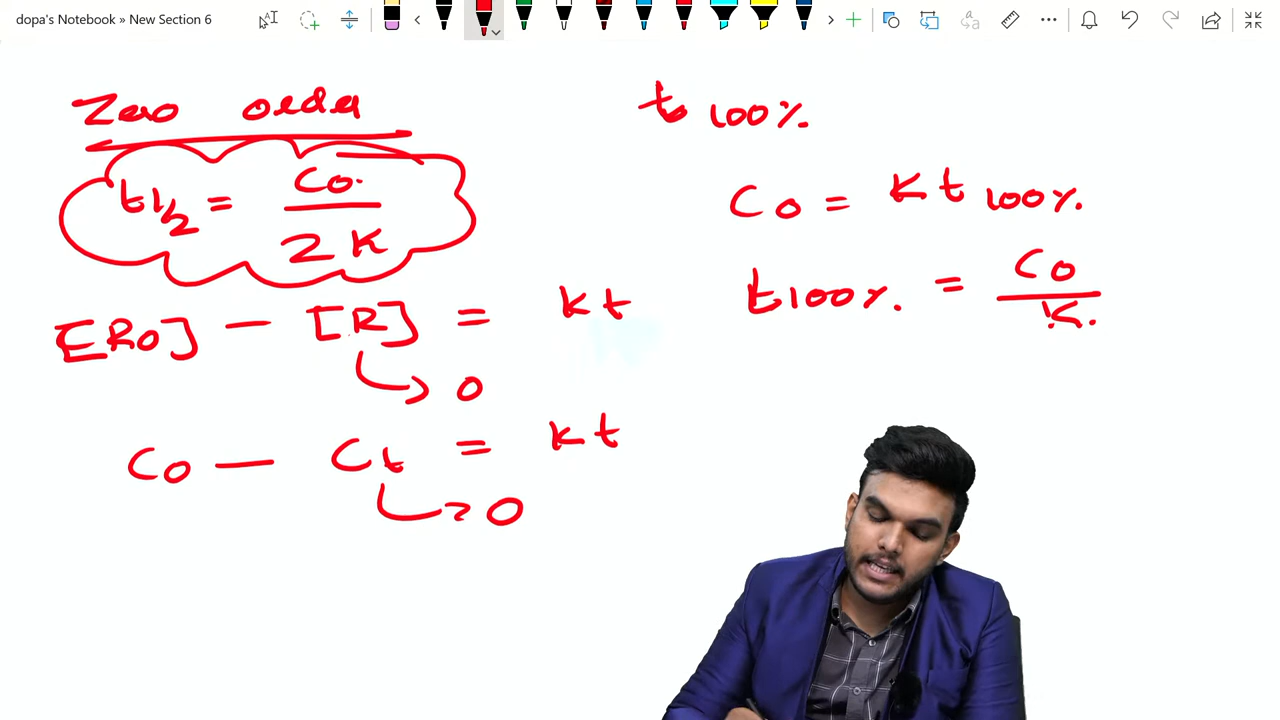 dopa's Notebook » New Section 6
Zero order
t1/2 = Co / 2K
[Ro] - [R] = kt
→ 0
Co - Ct = kt
→ 0
t 100%
Co = Kt 100%
t100% = Co / K.